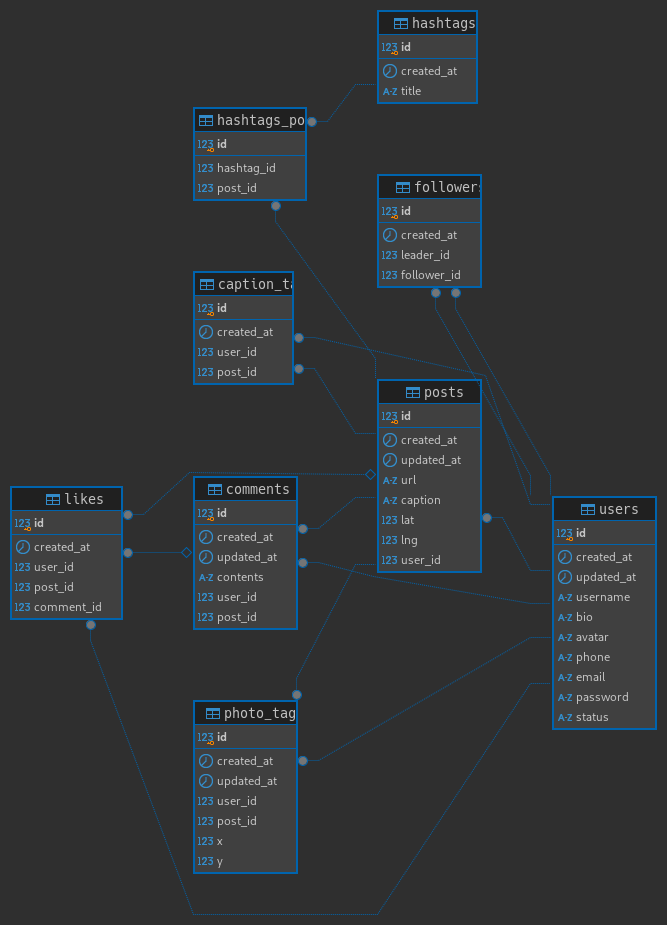 hashtags
123 id
created_at
A-Z title
hashtags_po
123 id
123 hashtag_id
123 post_id
followers
123 id
created_at
123 leader_id
123 follower_id
caption_ta
123 id
created_at
123 user_id
123 post_id
posts
123 id
created_at
updated_at
A-Z url
A-Z caption
123 lat
123 lng
123 user_id
likes
123 id
created_at
123 user_id
123 post_id
123 comment_id
comments
123 id
created_at
updated_at
A-Z contents
123 user_id
123 post_id
users
123 id
created_at
updated_at
A-Z username
A-Z bio
A-Z avatar
A-Z phone
A-Z email
A-Z password
A-Z status
photo_tag
123 id
created_at
updated_at
123 user_id
123 post_id
123 x
123 y